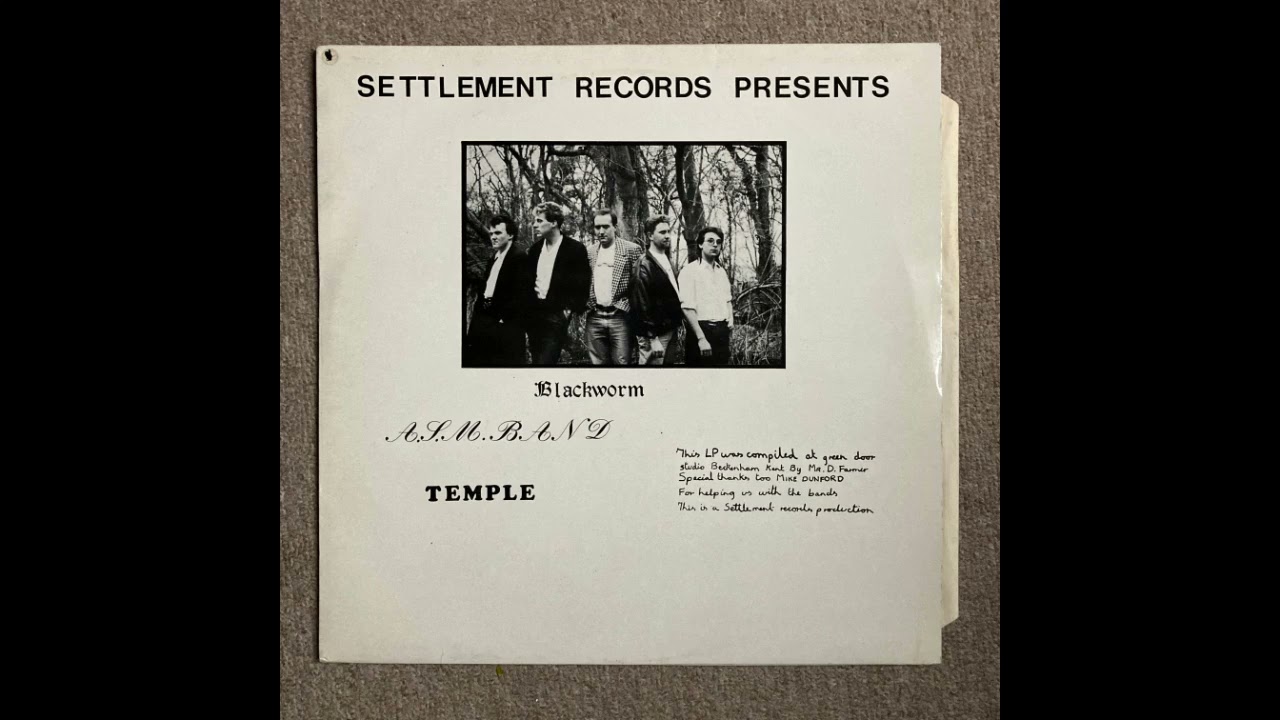 SETTLEMENT RECORDS PRESENTS
Blackworm
A.S.M. BAND
TEMPLE
This LP was compiled at green door
studio Beckenham Kent By Mr. D. Farmer
Special thanks too MIKE DUNFORD
For helping us with the bands
This is a Settlement records production